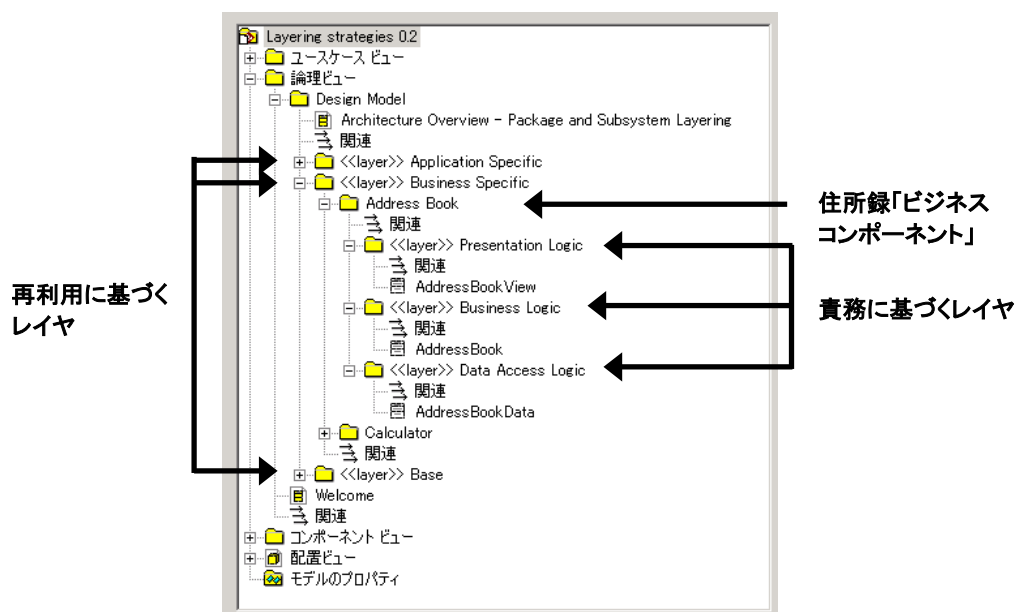 Layering strategies 0.2
ユースケース ビュー
論理ビュー
Design Model
Architecture Overview - Package and Subsystem Layering
関連
<<layer>> Application Specific
<<layer>> Business Specific
Address Book
関連
<<layer>> Presentation Logic
関連
AddressBookView
<<layer>> Business Logic
関連
AddressBook
<<layer>> Data Access Logic
関連
AddressBookData
Calculator
関連
<<layer>> Base
Welcome
関連
コンポーネント ビュー
配置ビュー
モデルのプロパティ
再利用に基づく
レイヤ
住所録「ビジネス
コンポーネント」
責務に基づくレイヤ